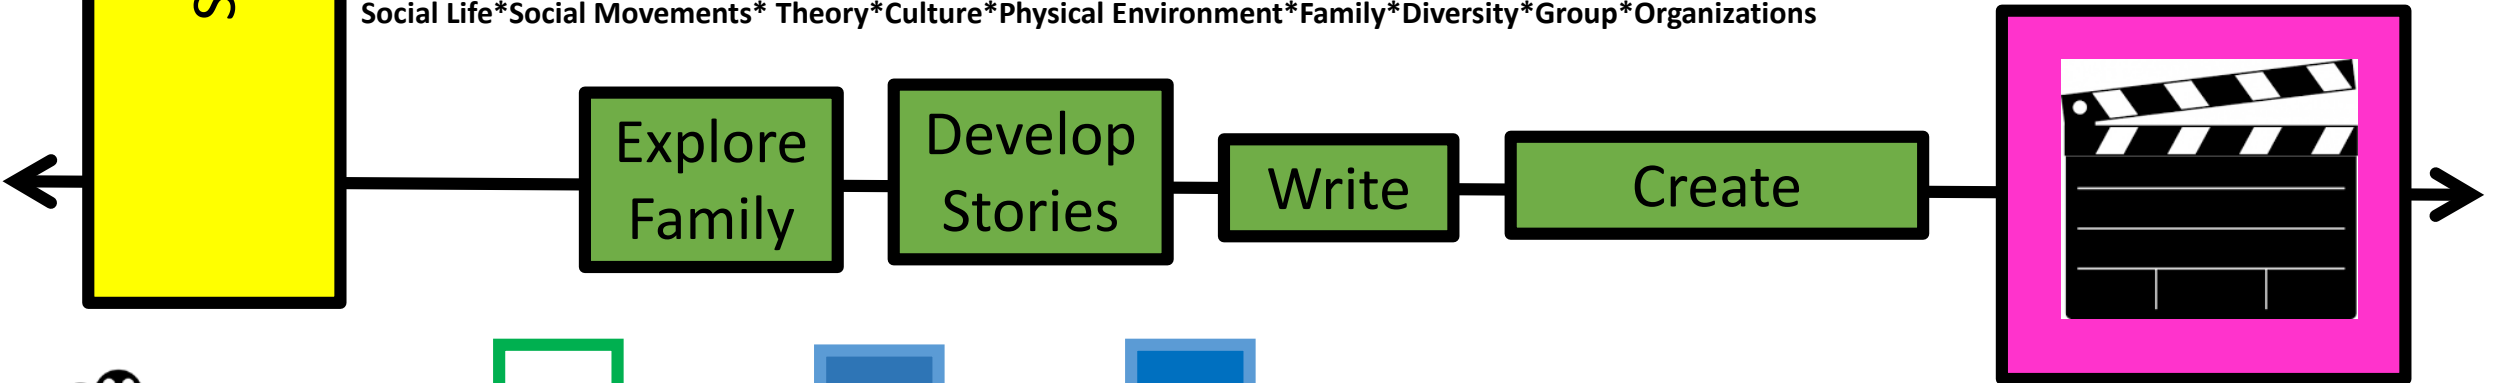 Social Life*Social Movements* Theory*Culture*Physical Environment*Family*Diversity*Group*Organizations
Explore
Family
Develop
Stories
Write
Create